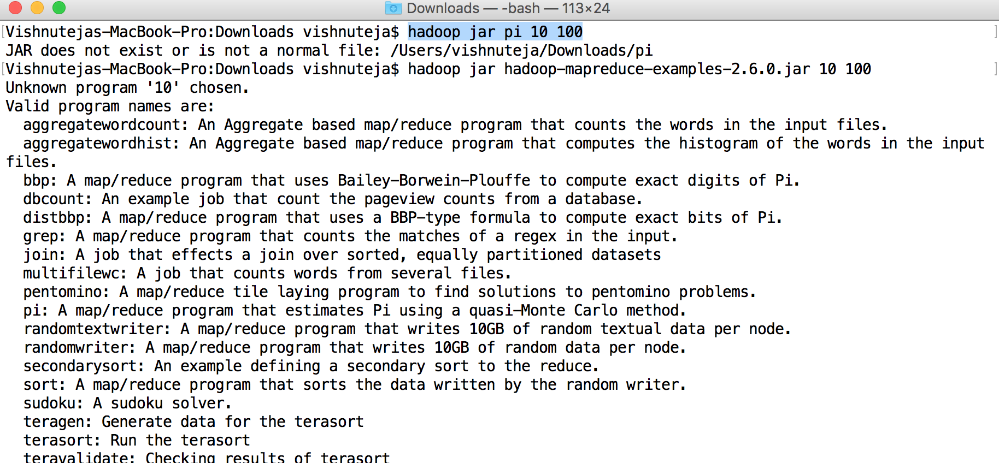 Downloads — -bash — 113×24
Vishnutejas-MacBook-Pro:Downloads vishnuteja$ hadoop jar pi 10 100
JAR does not exist or is not a normal file: /Users/vishnuteja/Downloads/pi
Vishnutejas-MacBook-Pro:Downloads vishnuteja$ hadoop jar hadoop-mapreduce-examples-2.6.0.jar 10 100
Unknown program '10' chosen.
Valid program names are:
  aggregatewordcount: An Aggregate based map/reduce program that counts the words in the input files.
  aggregatewordhist: An Aggregate based map/reduce program that computes the histogram of the words in the input
files.
  bbp: A map/reduce program that uses Bailey-Borwein-Plouffe to compute exact digits of Pi.
  dbcount: An example job that count the pageview counts from a database.
  distbbp: A map/reduce program that uses a BBP-type formula to compute exact bits of Pi.
  grep: A map/reduce program that counts the matches of a regex in the input.
  join: A job that effects a join over sorted, equally partitioned datasets
  multifilewc: A job that counts words from several files.
  pentomino: A map/reduce tile laying program to find solutions to pentomino problems.
  pi: A map/reduce program that estimates Pi using a quasi-Monte Carlo method.
  randomtextwriter: A map/reduce program that writes 10GB of random textual data per node.
  randomwriter: A map/reduce program that writes 10GB of random data per node.
  secondarysort: An example defining a secondary sort to the reduce.
  sort: A map/reduce program that sorts the data written by the random writer.
  sudoku: A sudoku solver.
  teragen: Generate data for the terasort
  terasort: Run the terasort
  teravalidate: Checking results of terasort